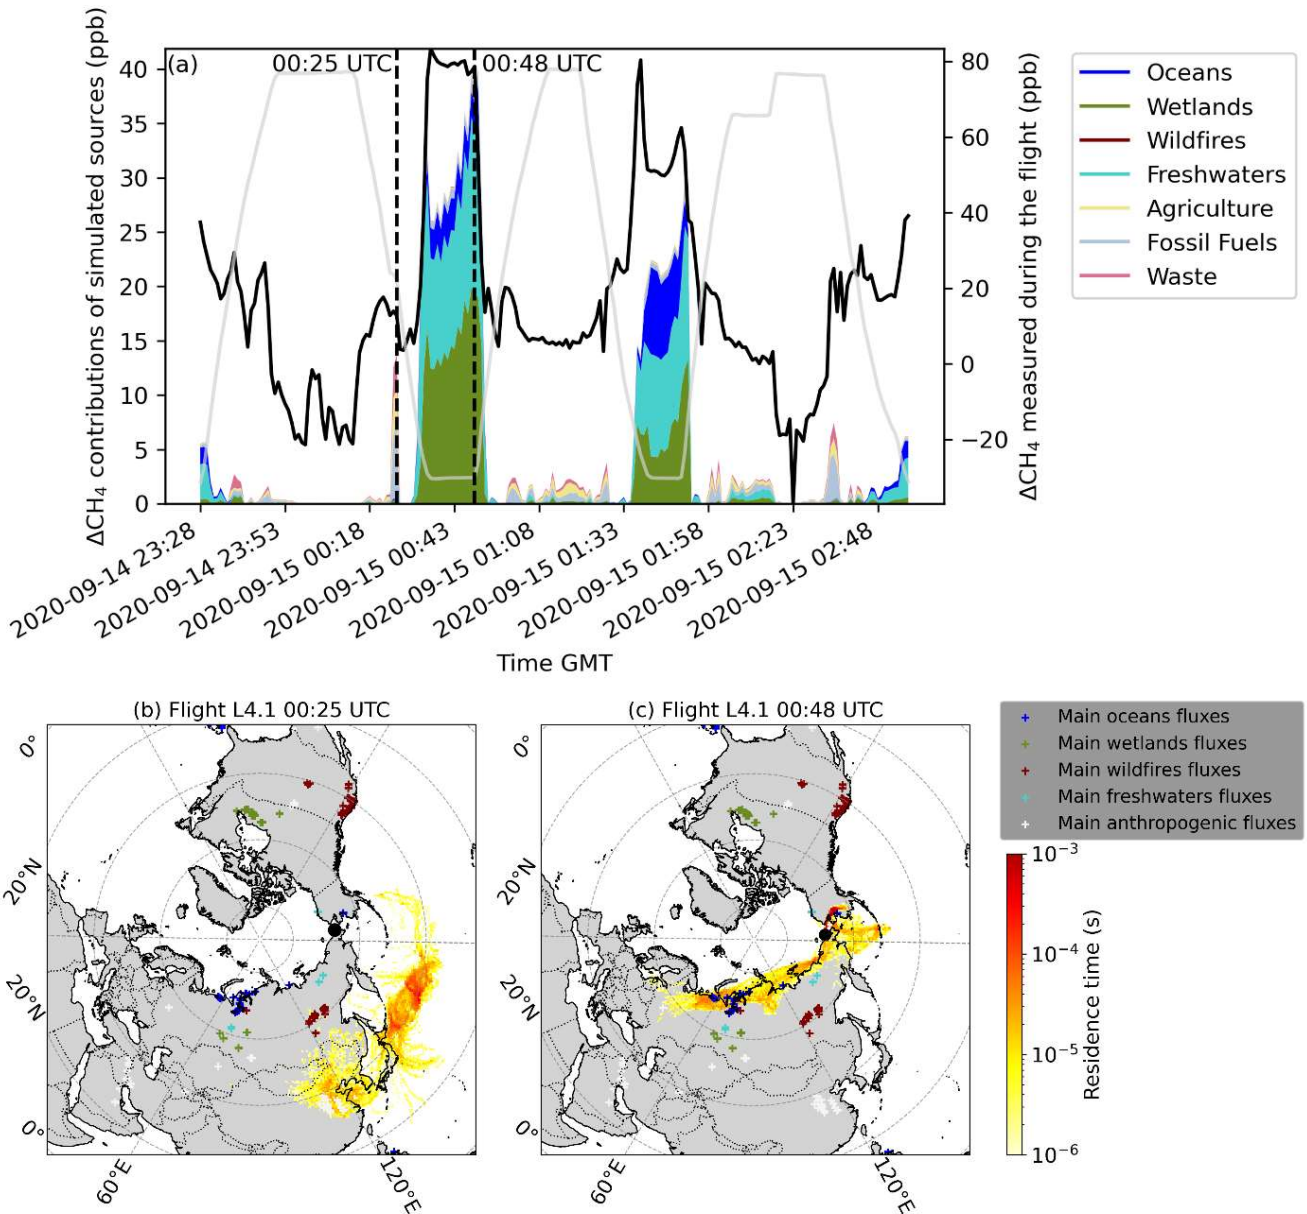 ΔCH₄ contributions of simulated sources (ppb)
40
35
30
25
20
15
10
5
0
(a)
00:25 UTC
00:48 UTC
80
60
40
20
0
−20
ΔCH₄ measured during the flight (ppb)
Oceans
Wetlands
Wildfires
Freshwaters
Agriculture
Fossil Fuels
Waste
2020-09-14 23:28
2020-09-14 23:53
2020-09-15 00:18
2020-09-15 00:43
2020-09-15 01:08
2020-09-15 01:33
2020-09-15 01:58
2020-09-15 02:23
2020-09-15 02:48
Time GMT
(b) Flight L4.1 00:25 UTC
0°
20°N
20°N
0°
60°E
120°E
(c) Flight L4.1 00:48 UTC
0°
20°N
20°N
0°
60°E
120°E
Main oceans fluxes
Main wetlands fluxes
Main wildfires fluxes
Main freshwaters fluxes
Main anthropogenic fluxes
10⁻³
10⁻⁴
10⁻⁵
10⁻⁶
Residence time (s)